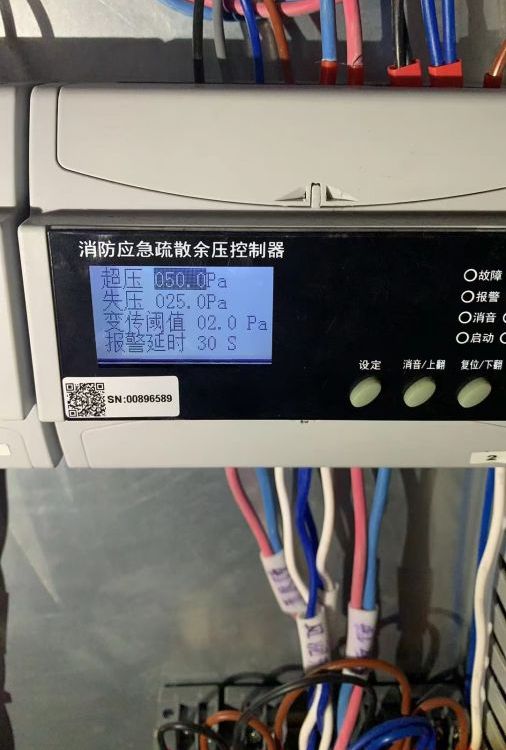 消防应急疏散余压控制器
超压 050.0Pa
失压 025.0Pa
变传阈值 02.0 Pa
报警延时 30 S
故障
报警
消音
启动
设定
消音/上翻
复位/下翻
SN:00896589
2